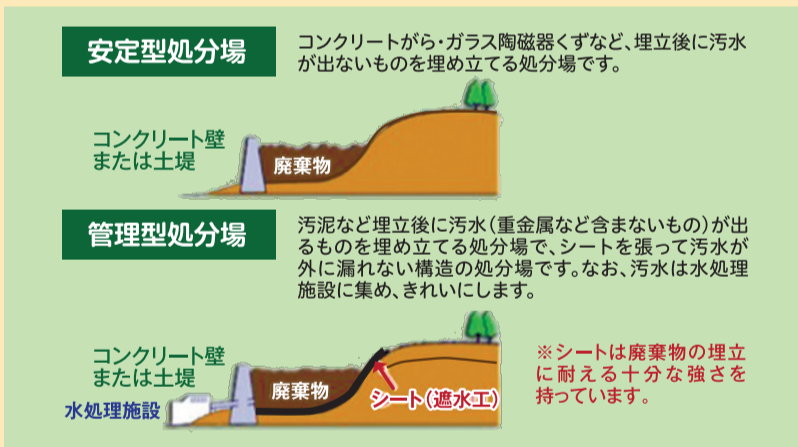 安定型処分場
コンクリートがら・ガラス陶磁器くずなど、埋立後に汚水
が出ないものを埋め立てる処分場です。
コンクリート壁
または土堤
廃棄物
管理型処分場
汚泥など埋立後に汚水（重金属など含まないもの）が出
るものを埋め立てる処分場で、シートを張って汚水が
外に漏れない構造の処分場です。なお、汚水は水処理
施設に集め、きれいにします。
コンクリート壁
または土堤
水処理施設
廃棄物
シート（遮水工）
※シートは廃棄物の埋立
に耐える十分な強さを
持っています。